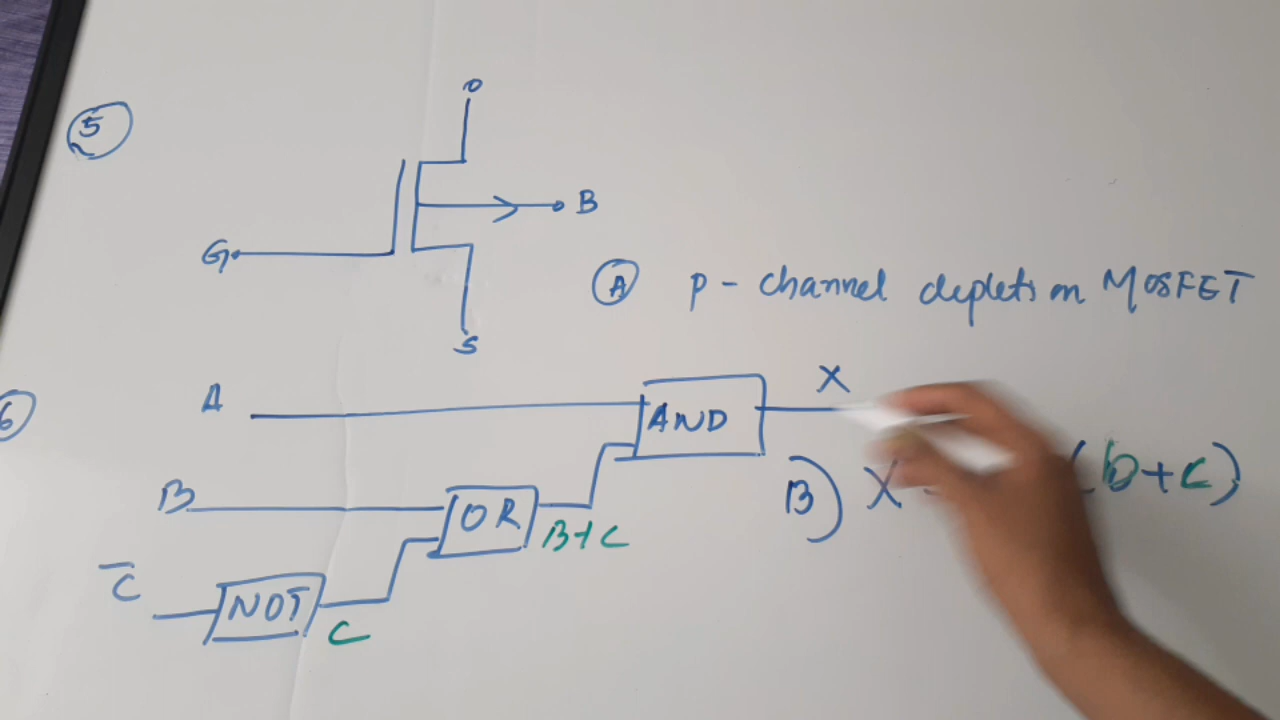 5
D
B
G
A p-channel depletion MOSFET
S
6
A
X
AND
B
OR
B+C
B) X (b+c)
C̅
NOT
C